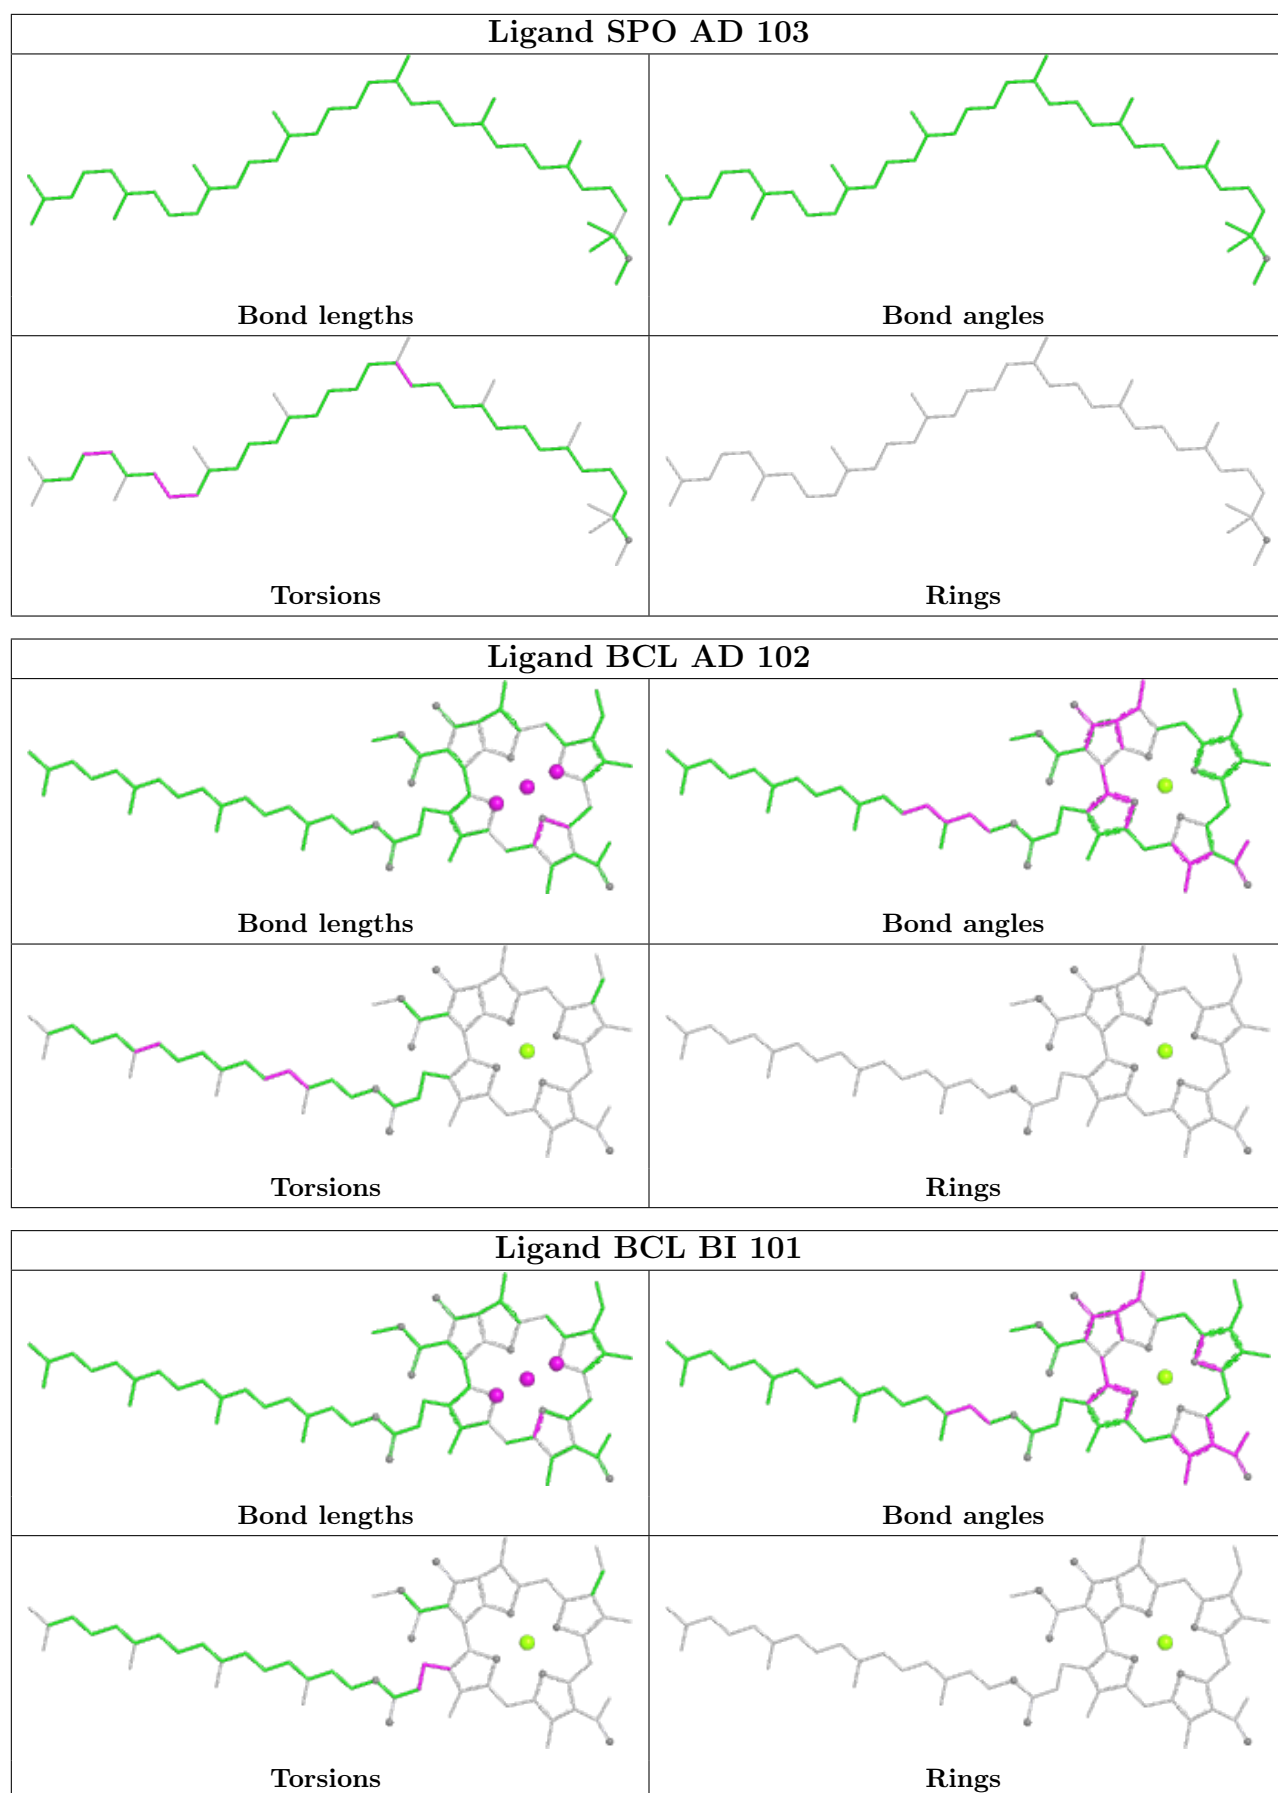 Ligand SPO AD 103
Bond lengths
Bond angles
Torsions
Rings
Ligand BCL AD 102
Bond lengths
Bond angles
Torsions
Rings
Ligand BCL BI 101
Bond lengths
Bond angles
Torsions
Rings